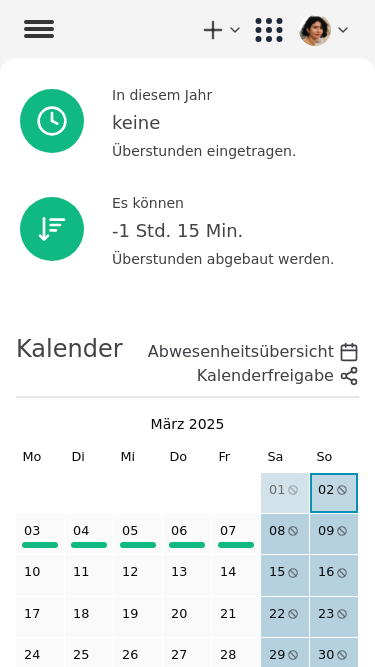 In diesem Jahr
keine
Überstunden eingetragen.
Es können
-1 Std. 15 Min.
Überstunden abgebaut werden.
Kalender
Abwesenheitsübersicht
Kalenderfreigabe
März 2025
Mo Di Mi Do Fr Sa So
01 02
03 04 05 06 07 08 09
10 11 12 13 14 15 16
17 18 19 20 21 22 23
24 25 26 27 28 29 30